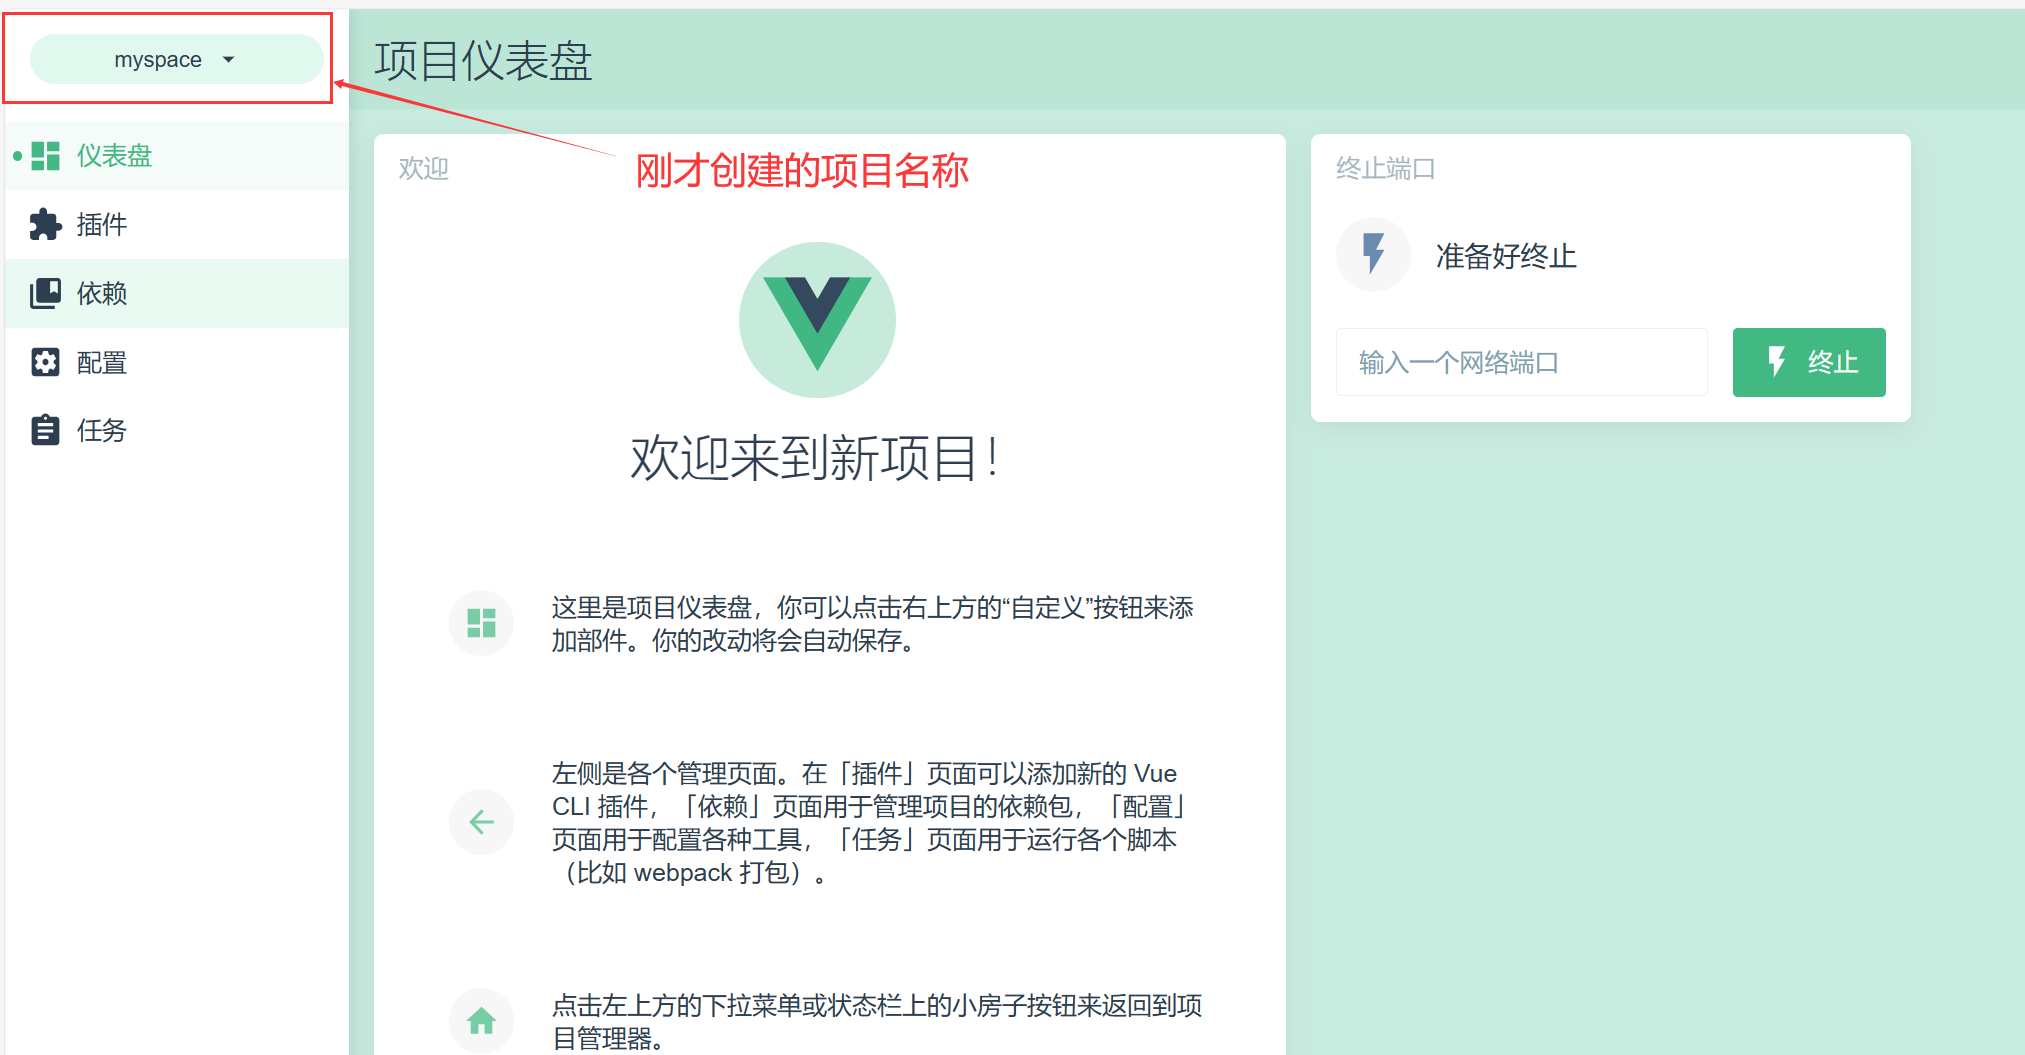 myspace
仪表盘
插件
依赖
配置
任务
项目仪表盘
刚才创建的项目名称
欢迎
欢迎来到新项目！
这里是项目仪表盘，你可以点击右上方的“自定义”按钮来添
加部件。你的改动将会自动保存。
左侧是各个管理页面。在「插件」页面可以添加新的 Vue
CLI 插件，「依赖」页面用于管理项目的依赖包，「配置」
页面用于配置各种工具，「任务」页面用于运行各个脚本
（比如 webpack 打包）。
点击左上方的下拉菜单或状态栏上的小房子按钮来返回到项
目管理器。
终止端口
准备好终止
输入一个网络端口
终止